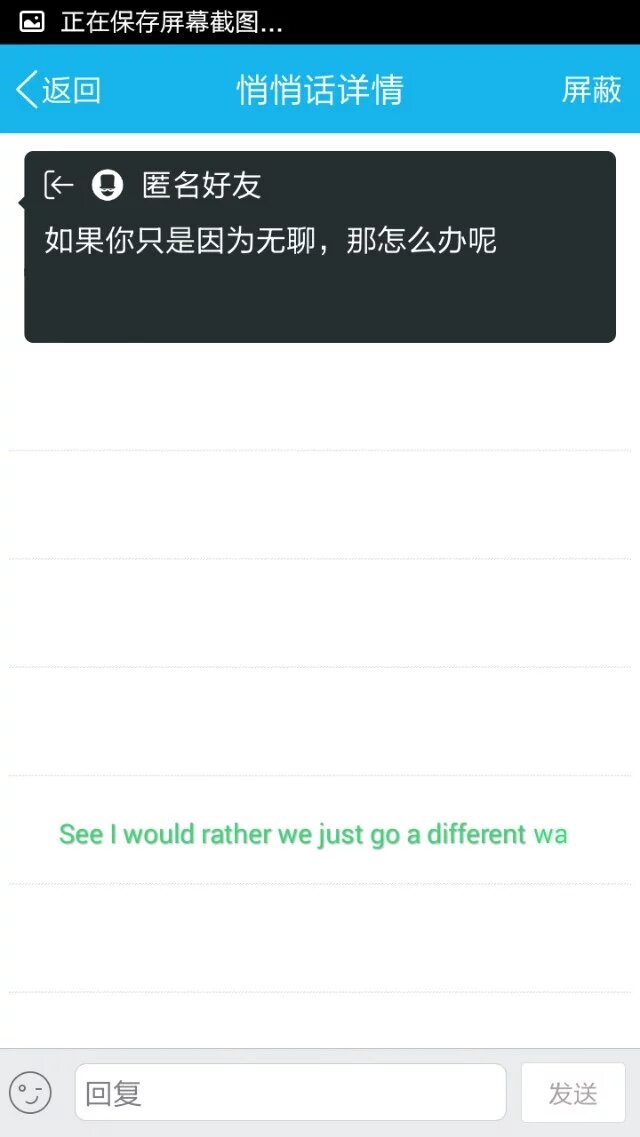 正在保存屏幕截图...
返回
悄悄话详情
屏蔽
匿名好友
如果你只是因为无聊，那怎么办呢
See I would rather we just go a different wa
回复
发送